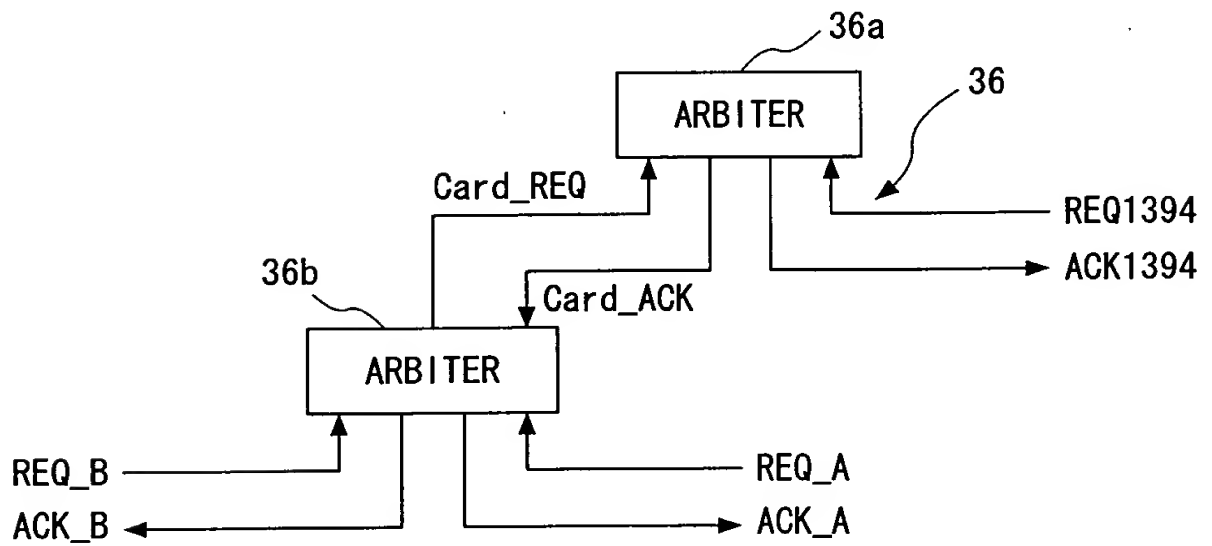 36a
ARBITER
36
Card_REQ
REQ1394
ACK1394
36b
Card_ACK
ARBITER
REQ_B
REQ_A
ACK_B
ACK_A